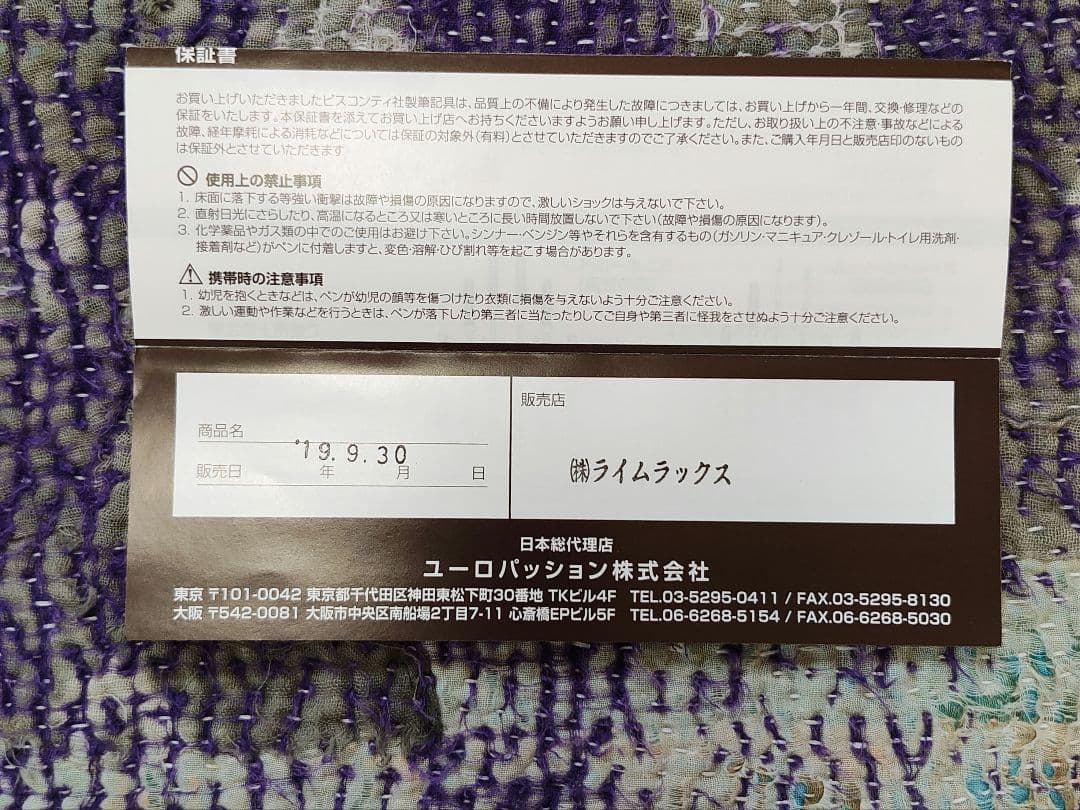 保証書
お買い上げいただきましたビスコンティ社製筆記具は、品質上の不備により発生した故障につきましては、お買い上げから一年間、交換・修理などの
保証をいたします。本保証書を添えてお買い上げ店へお持ちくださいますようお願い申し上げます。ただし、お取り扱い上の不注意・事故などによる
故障、経年摩耗による消耗などについては保証の対象外（有料）とさせていただきますのでご了承ください。また、ご購入年月日と販売店印のないもの
は保証外とさせていただきます
使用上の禁止事項
1. 床面に落下する等強い衝撃は故障や損傷の原因になりますので、激しいショックは与えないで下さい。
2. 直射日光にさらしたり、高温になるところ又は寒いところに長い時間放置しないで下さい（故障や損傷の原因になります）。
3. 化学薬品やガス類の中でのご使用はお避け下さい。シンナー・ベンジン等やそれらを含有するもの（ガソリン・マニキュア・クレゾール・トイレ用洗剤・
接着剤など）がペンに付着しますと、変色・溶解・ひび割れ等を起こす場合があります。
携帯時の注意事項
1. 幼児を抱くときなどは、ペンが幼児の顔等を傷つけたり衣類に損傷を与えないよう十分ご注意ください。
2. 激しい運動や作業などを行うときは、ペンが落下したり第三者に当たったりしてご自身や第三者に怪我をさせぬよう十分ご注意ください。
商品名
'19.9.30
販売日 年 月 日
販売店
㈱ライムラックス
日本総代理店
ユーロパッション株式会社
東京 〒101-0042 東京都千代田区神田東松下町30番地 TKビル4F TEL.03-5295-0411 / FAX.03-5295-8130
大阪 〒542-0081 大阪市中央区南船場2丁目7-11 心斎橋EPビル5F TEL.06-6268-5154 / FAX.06-6268-5030